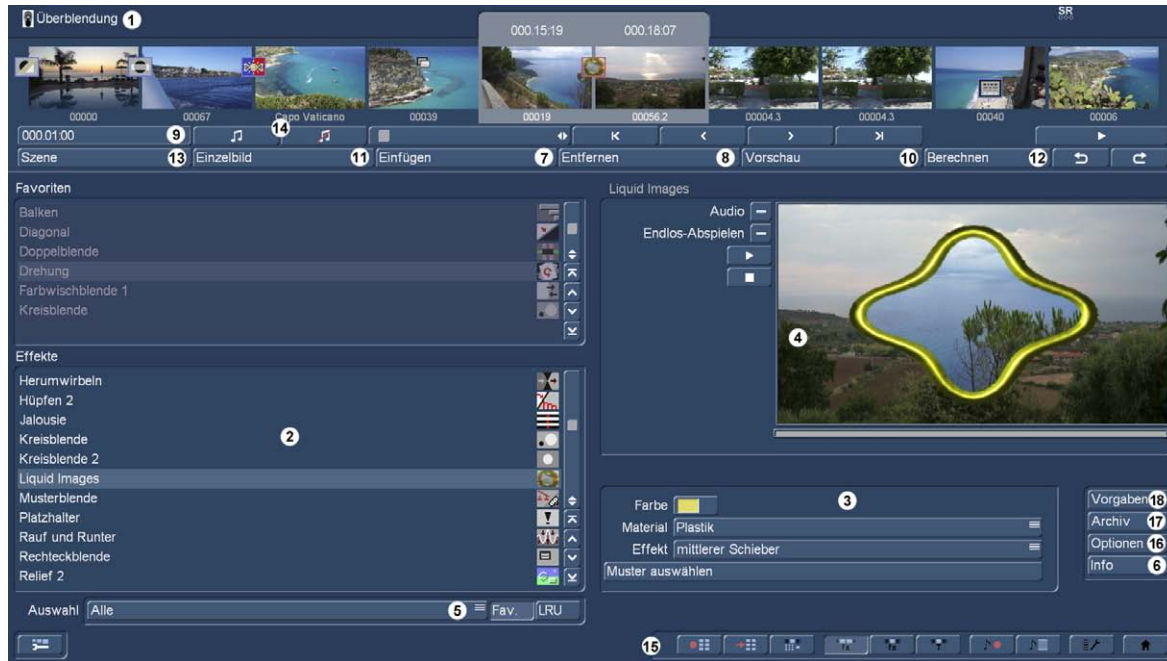 Überblendung 1
SR
000.15:19 000.18:07
00000 00067 Capo Vaticano 00039 00019 00056.2 00004.3 00004.3 00040 00006
000.01:00 9 14
Szene 13 Einzelbild 11 Einfügen 7 Entfernen 8 Vorschau 10 Berechnen 12
Favoriten
Balken
Diagonal
Doppelblende
Drehung
Farbwischblende 1
Kreisblende
Effekte
Herumwirbeln
Hüpfen 2
Jalousie
Kreisblende 2
Kreisblende 2
Liquid Images
Musterblende
Platzhalter
Rauf und Runter
Rechteckblende
Relief 2
Auswahl Alle 5 Fav. LRU
Liquid Images
Audio
Endlos-Abspielen
4
Farbe 3
Material Plastik
Effekt mittlerer Schieber
Muster auswählen
Vorgaben 18
Archiv 17
Optionen 16
Info 6
15